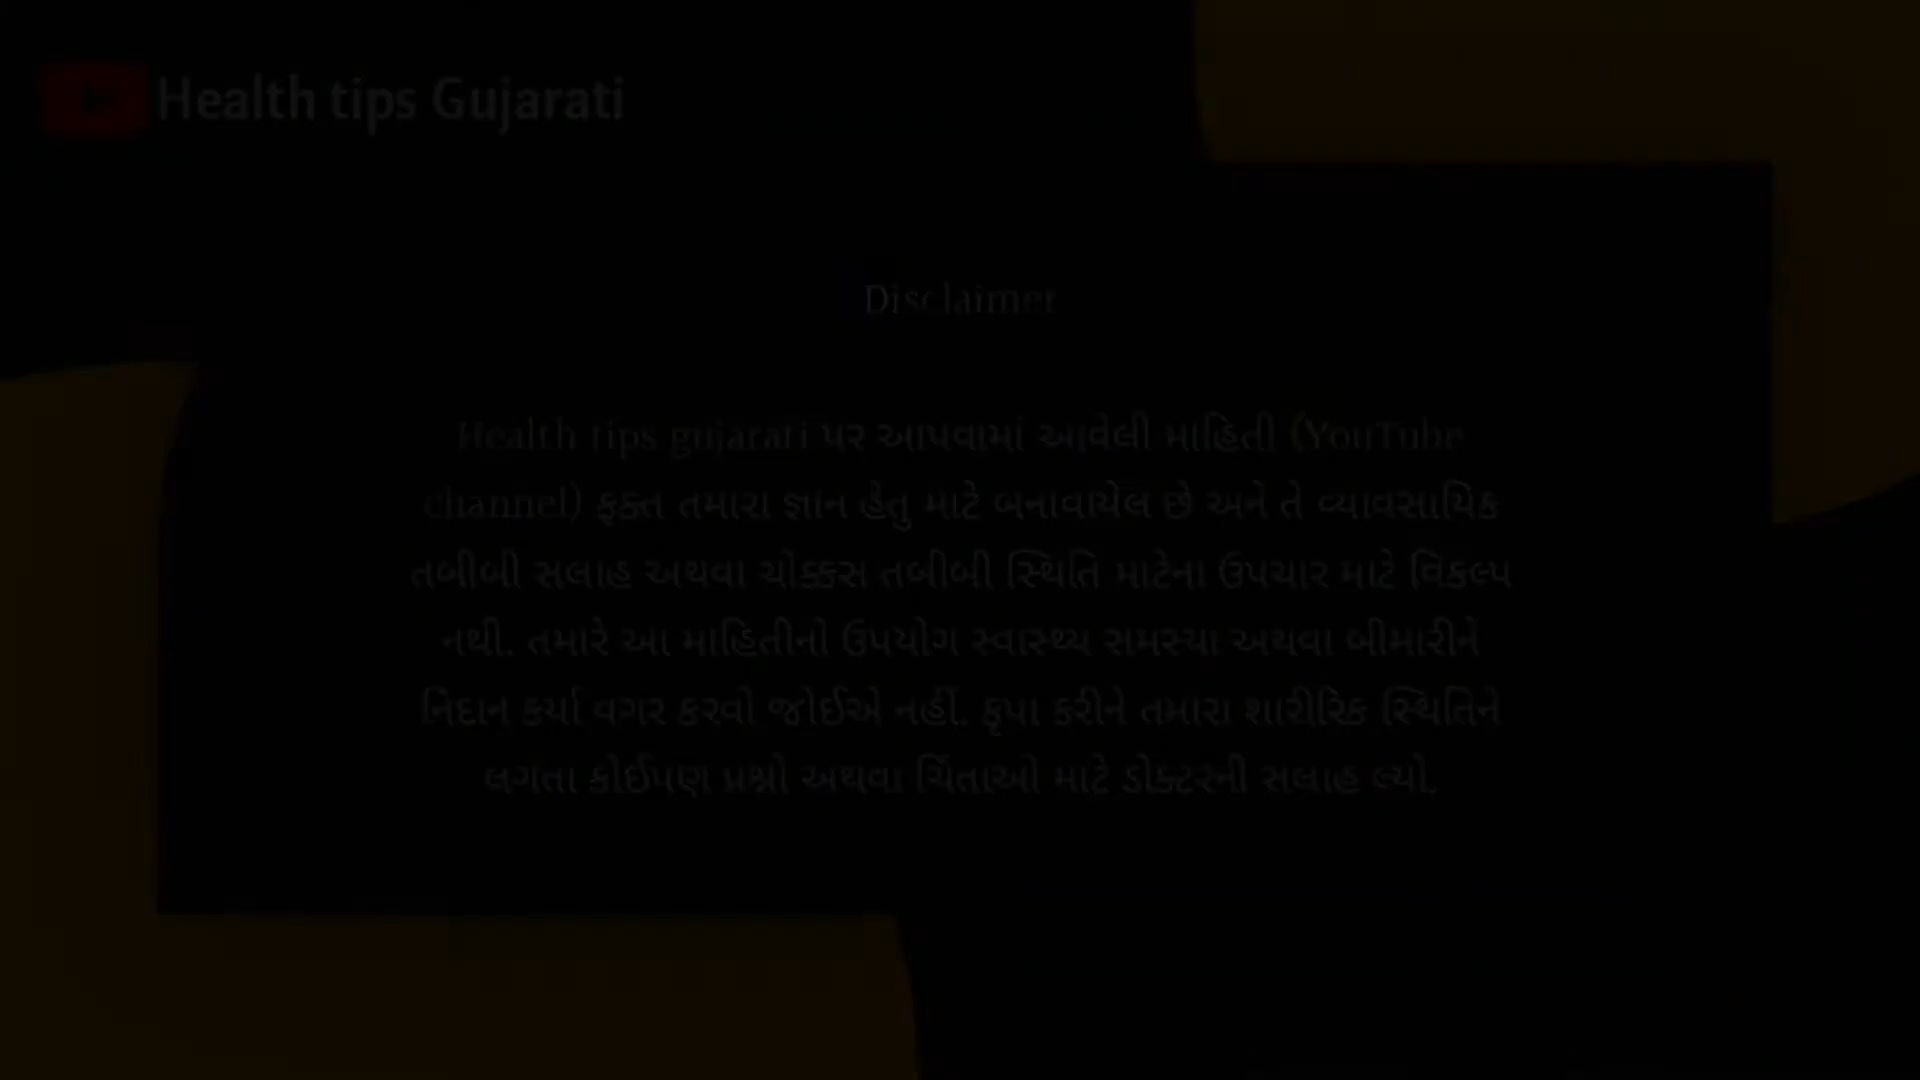 Health tips Gujarati
Disclaimer
Health tips gujarati પર આપવામાં આવેલી માહિતી (YouTube
channel) ફક્ત તમારા જ્ઞાન હેતુ માટે બનાવાયેલ છે અને તે વ્યાવસાયિક
તબીબી સલાહ અથવા ચોક્કસ તબીબી સ્થિતિ માટેના ઉપચાર માટે વિકલ્પ
નથી. તમારે આ માહિતીનો ઉપયોગ સ્વાસ્થ્ય સમસ્યા અથવા બીમારીને
નિદાન કર્યા વગર કરવો જોઈએ નહીં. કૃપા કરીને તમારા શારીરિક સ્થિતિને
લગતા કોઈપણ પ્રશ્નો અથવા ચિંતાઓ માટે ડોક્ટરની સલાહ લ્યો.